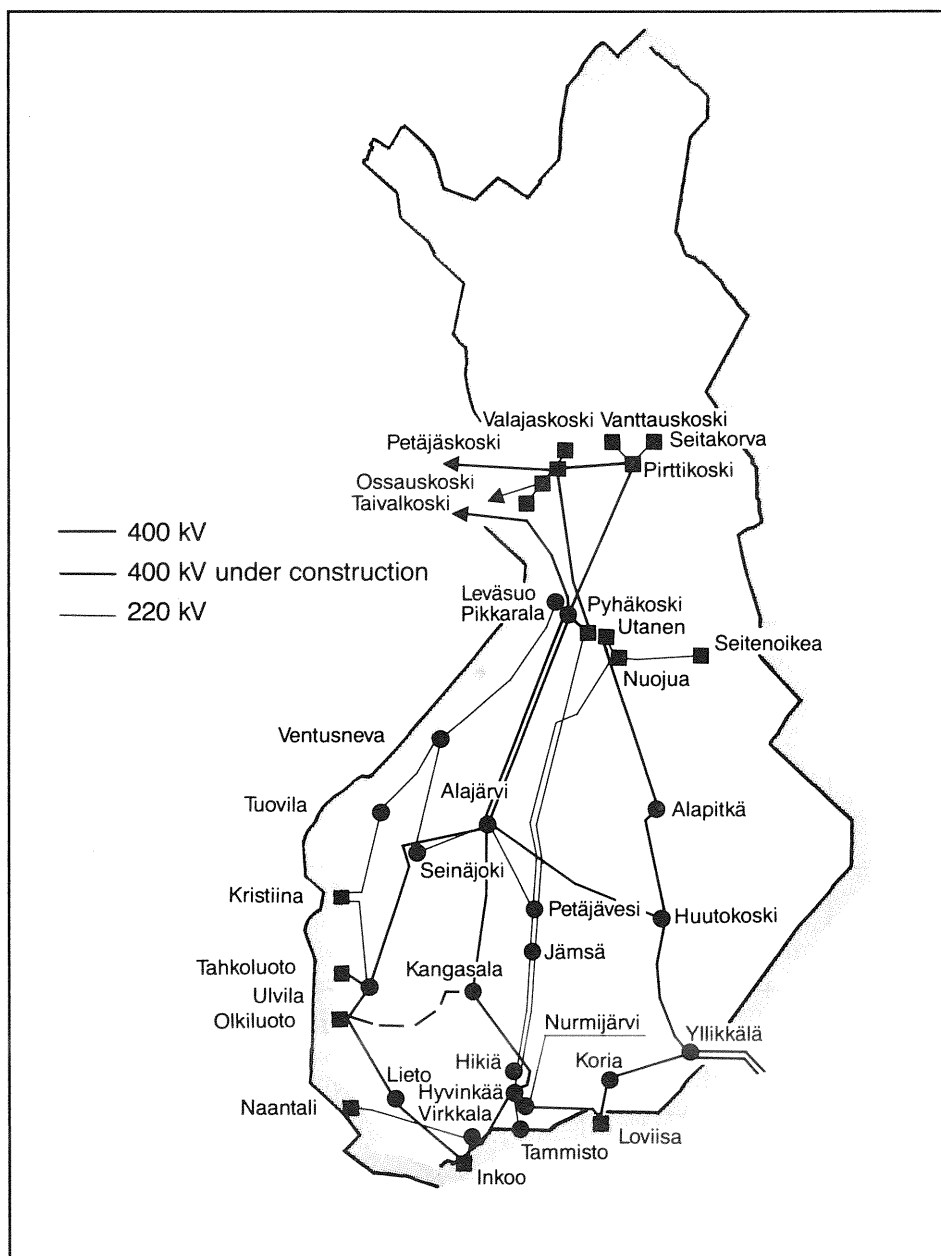 Valajaskoski
Vanttauskoski
Petäjäskoski
Seitakorva
Pirttikoski
Ossauskoski
Taivalkoski
400 kV
400 kV under construction
220 kV
Leväsuo
Pikkarala
Pyhäkoski
Utanen
Seitenoikea
Nuojua
Ventusneva
Tuovila
Alajärvi
Alapitkä
Seinäjoki
Kristiina
Petäjävesi
Huutokoski
Jämsä
Tahkoluoto
Kangasala
Ulvila
Olkiluoto
Nurmijärvi
Yllikkälä
Hikiä
Koria
Lieto
Hyvinkää
Naantali
Virkkala
Loviisa
Tammisto
Inkoo